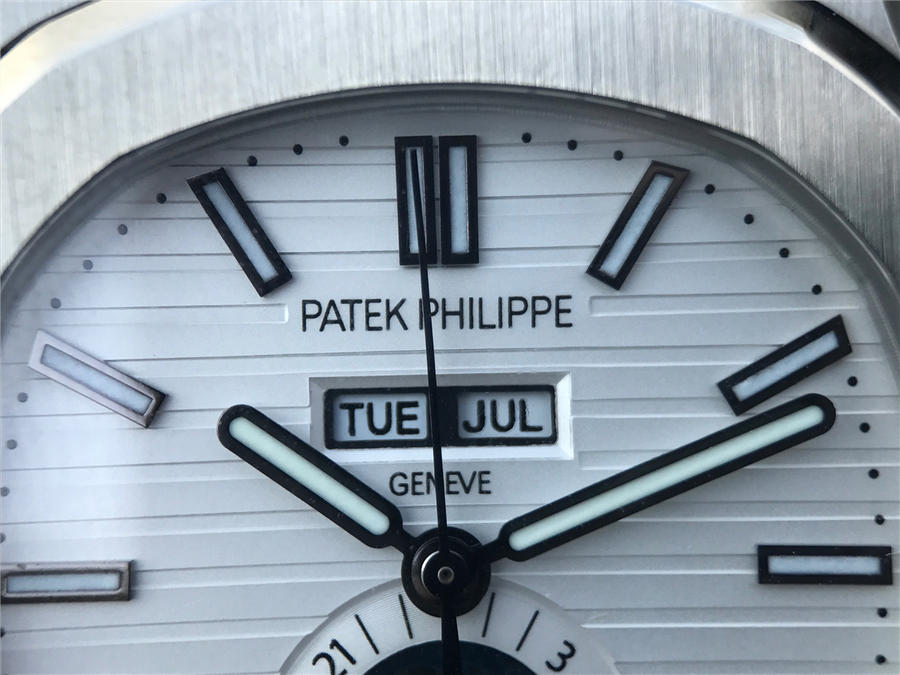 PATEK PHILIPPE
TUE JUL
GENEVE
21 3